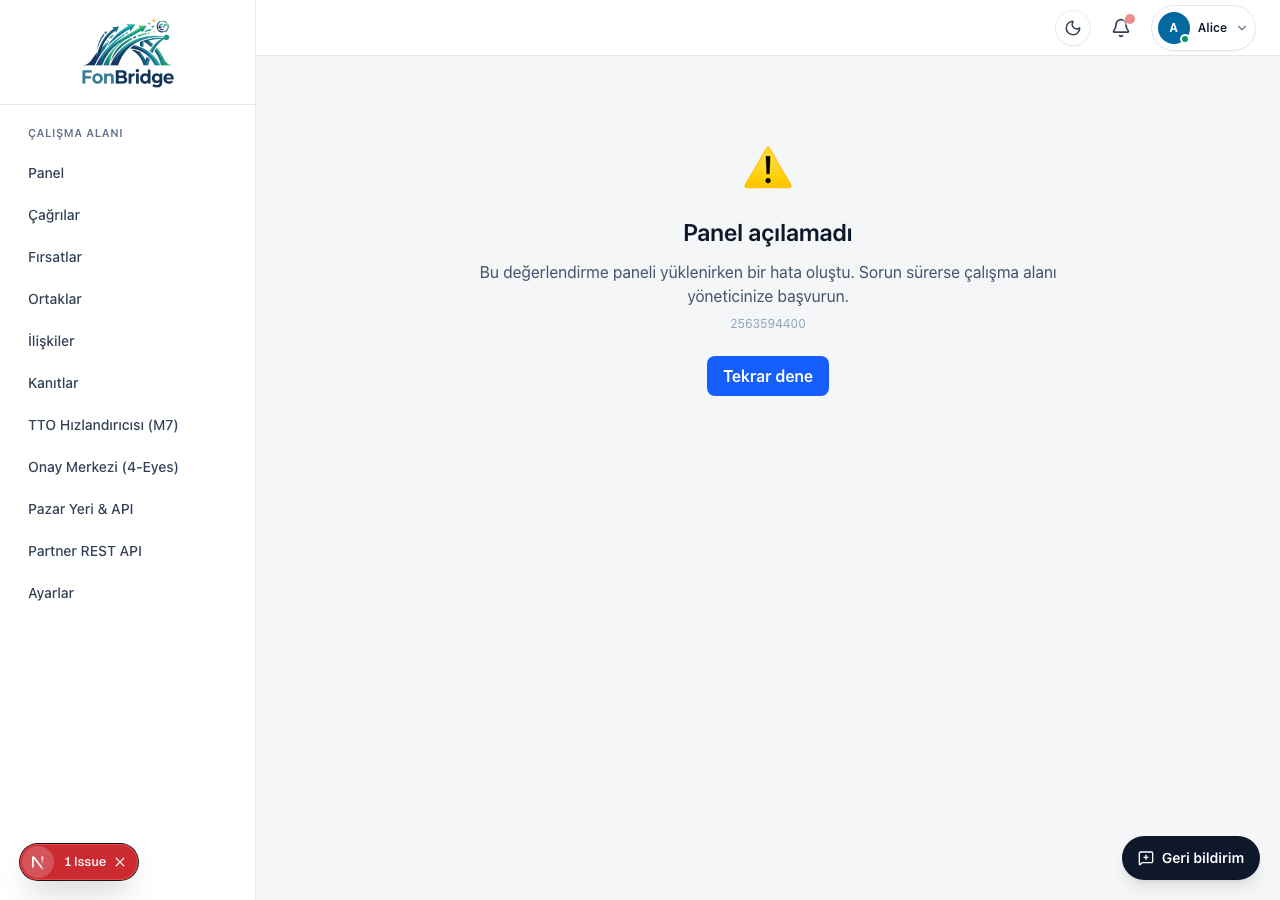 FonBridge
A
Alice
ÇALIŞMA ALANI
Panel
Çağrılar
Fırsatlar
Ortaklar
İlişkiler
Kanıtlar
TTO Hızlandırıcısı (M7)
Onay Merkezi (4-Eyes)
Pazar Yeri & API
Partner REST API
Ayarlar
Panel açılamadı
Bu değerlendirme paneli yüklenirken bir hata oluştu. Sorun sürerse çalışma alanı
yöneticinize başvurun.
2563594400
Tekrar dene
N
1 Issue
Geri bildirim